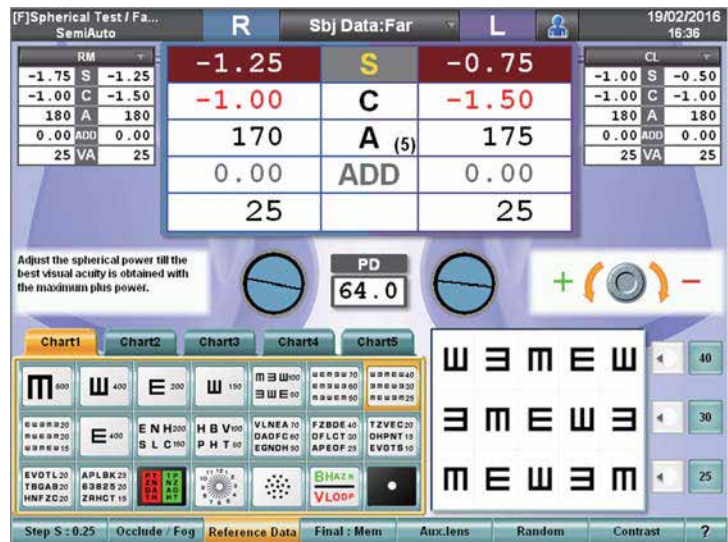 [F]Spherical Test / Fa...
SemiAuto
R
Sbj Data:Far
L
19/02/2016
16:36
RM
-1.75 S -1.25
-1.00 C -1.50
180 A 180
0.00 ADD 0.00
25 VA 25
-1.25 S -0.75
-1.00 C -1.50
170 A (5) 175
0.00 ADD 0.00
25 25
CL
-1.00 S -0.50
-1.00 C -1.00
180 A 180
0.00 ADD 0.00
25 VA 25
Adjust the spherical power till the
best visual acuity is obtained with
the maximum plus power.
PD
64.0
+ −
Chart1 Chart2 Chart3 Chart4 Chart5
600 400 200 150
400
E N H 200
S L C 150
H B V 100
P H T 80
VLNEA 70
DAOFC 60
EGNDH 50
FZBDE 40
OFLCT 30
APEOF 25
TZVEC 20
OHPNT 15
EVOTS 10
EVOTL 20
TBGAB 20
HNFZC 20
APLBK 25
63825 20
ZRHCT 15
40
30
25
Step S : 0.25 Occlude / Fog Reference Data Final : Mem Aux.lens Random Contrast ?